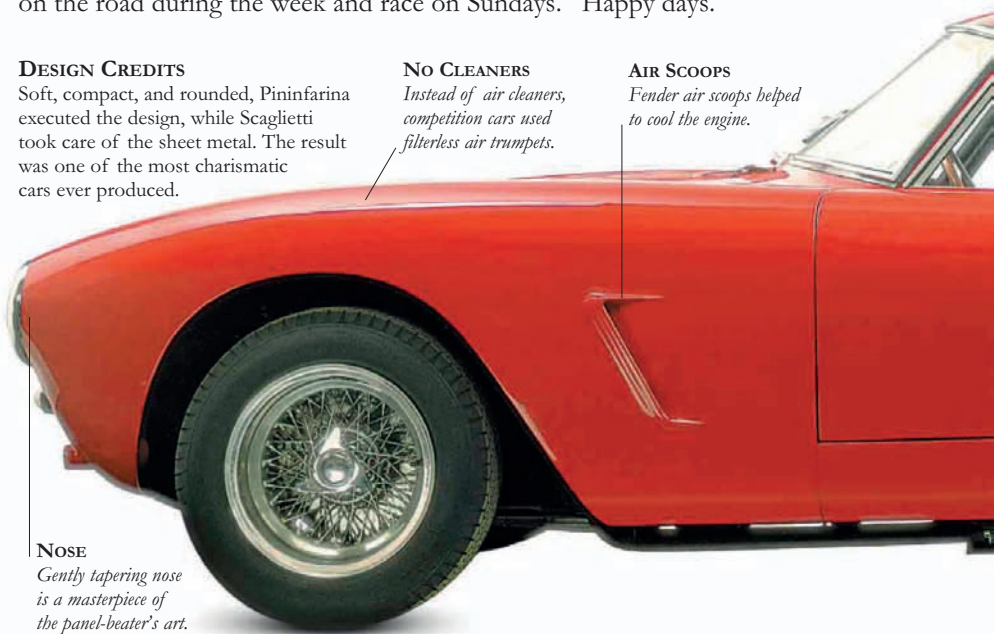 on the road during the week and race on Sundays. Happy days.
DESIGN CREDITS
Soft, compact, and rounded, Pininfarina
executed the design, while Scaglietti
took care of the sheet metal. The result
was one of the most charismatic
cars ever produced.
NO CLEANERS
Instead of air cleaners,
competition cars used
filterless air trumpets.
AIR SCOOPS
Fender air scoops helped
to cool the engine.
NOSE
Gently tapering nose
is a masterpiece of
the panel-beater's art.